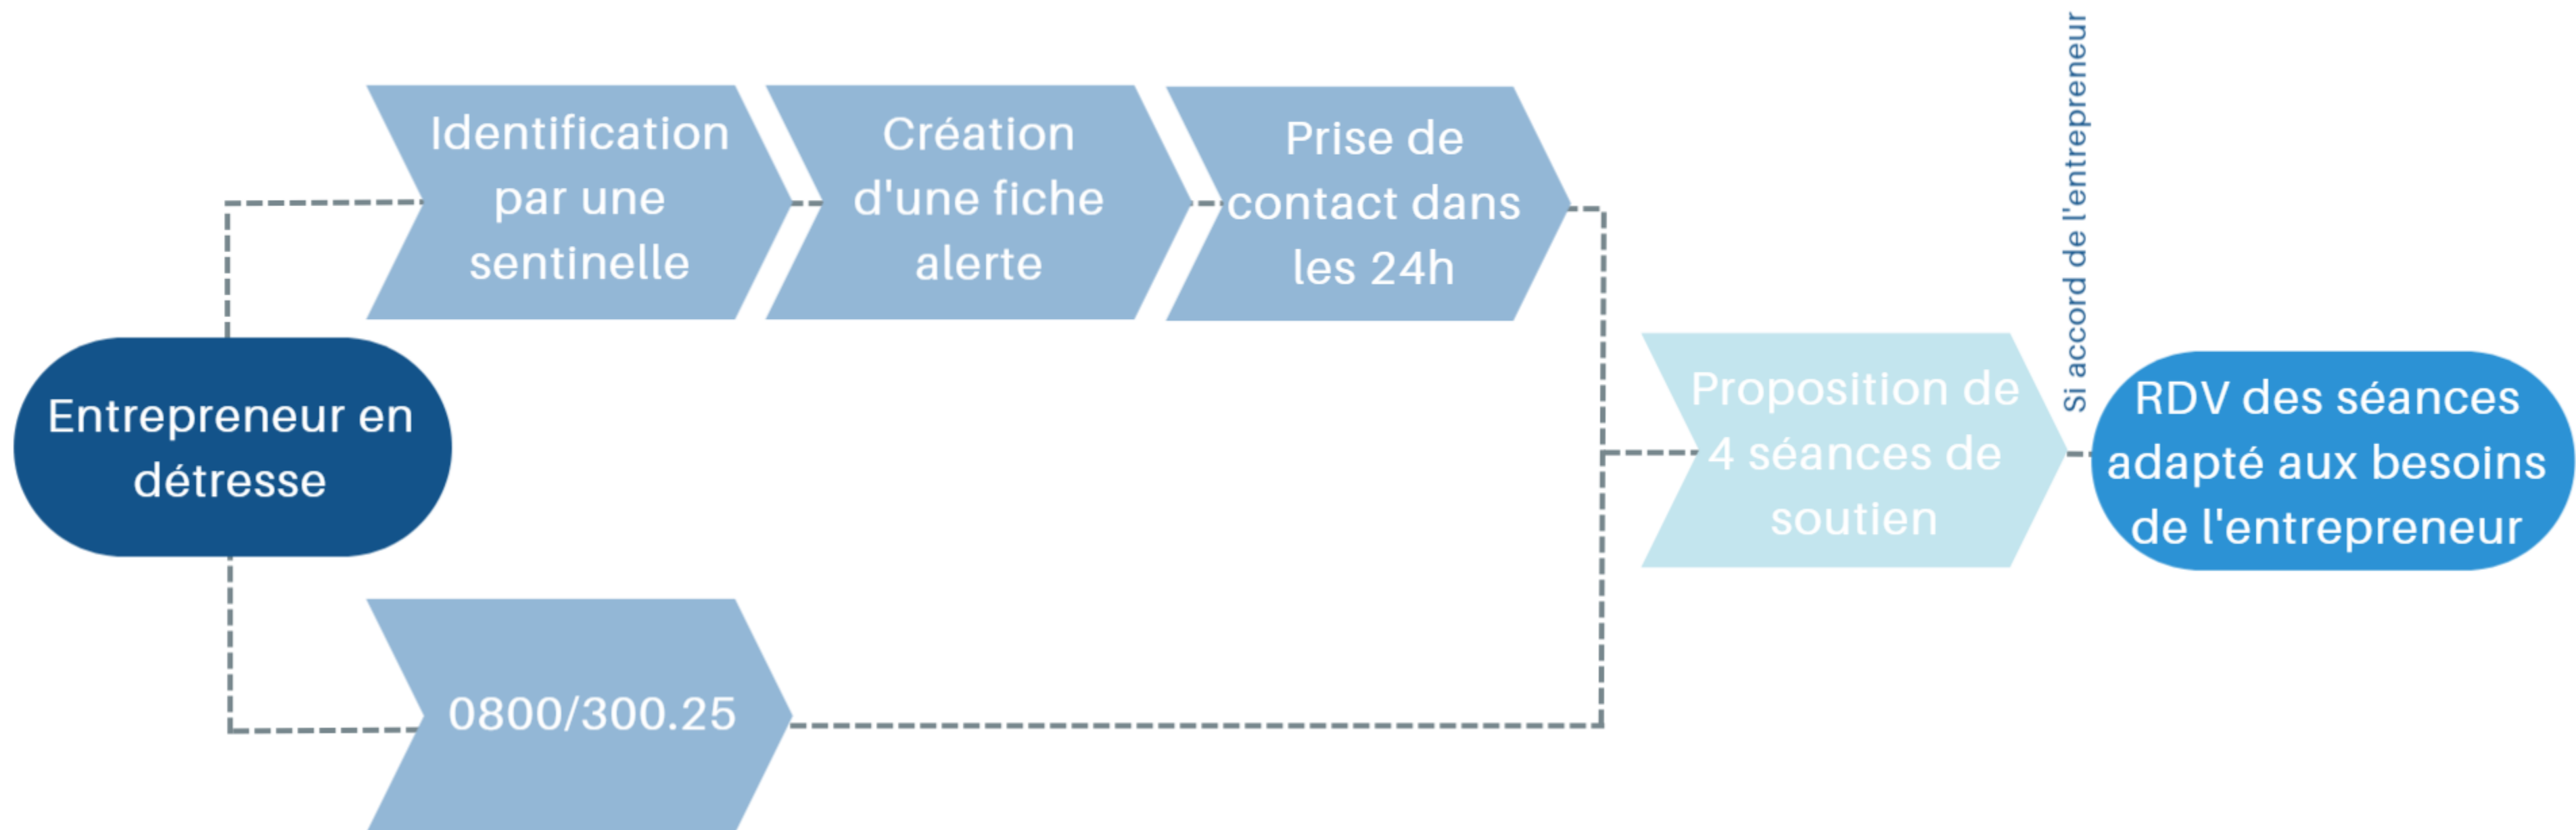 Entrepreneur en
détresse
Identification
par une
sentinelle
Création
d'une fiche
alerte
Prise de
contact dans
les 24h
0800/300.25
Proposition de
4 séances de
soutien
Si accord de l'entrepreneur
RDV des séances
adapté aux besoins
de l'entrepreneur